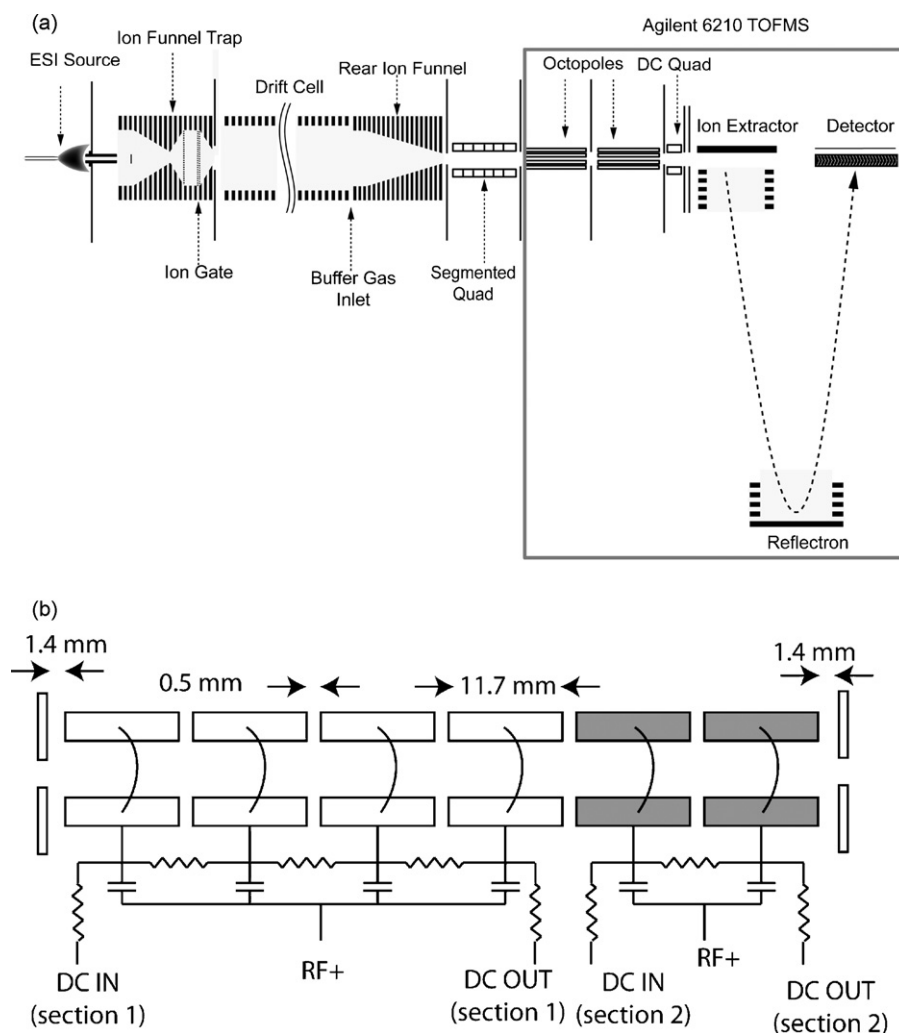 (a)
Agilent 6210 TOFMS
Ion Funnel Trap
ESI Source
Rear Ion Funnel
Drift Cell
Octopoles
DC Quad
Ion Extractor
Detector
Ion Gate
Buffer Gas
Inlet
Segmented
Quad
Reflectron
(b)
1.4 mm
0.5 mm
11.7 mm
1.4 mm
DC IN
(section 1)
RF+
DC OUT
(section 1)
DC IN
(section 2)
RF+
DC OUT
(section 2)